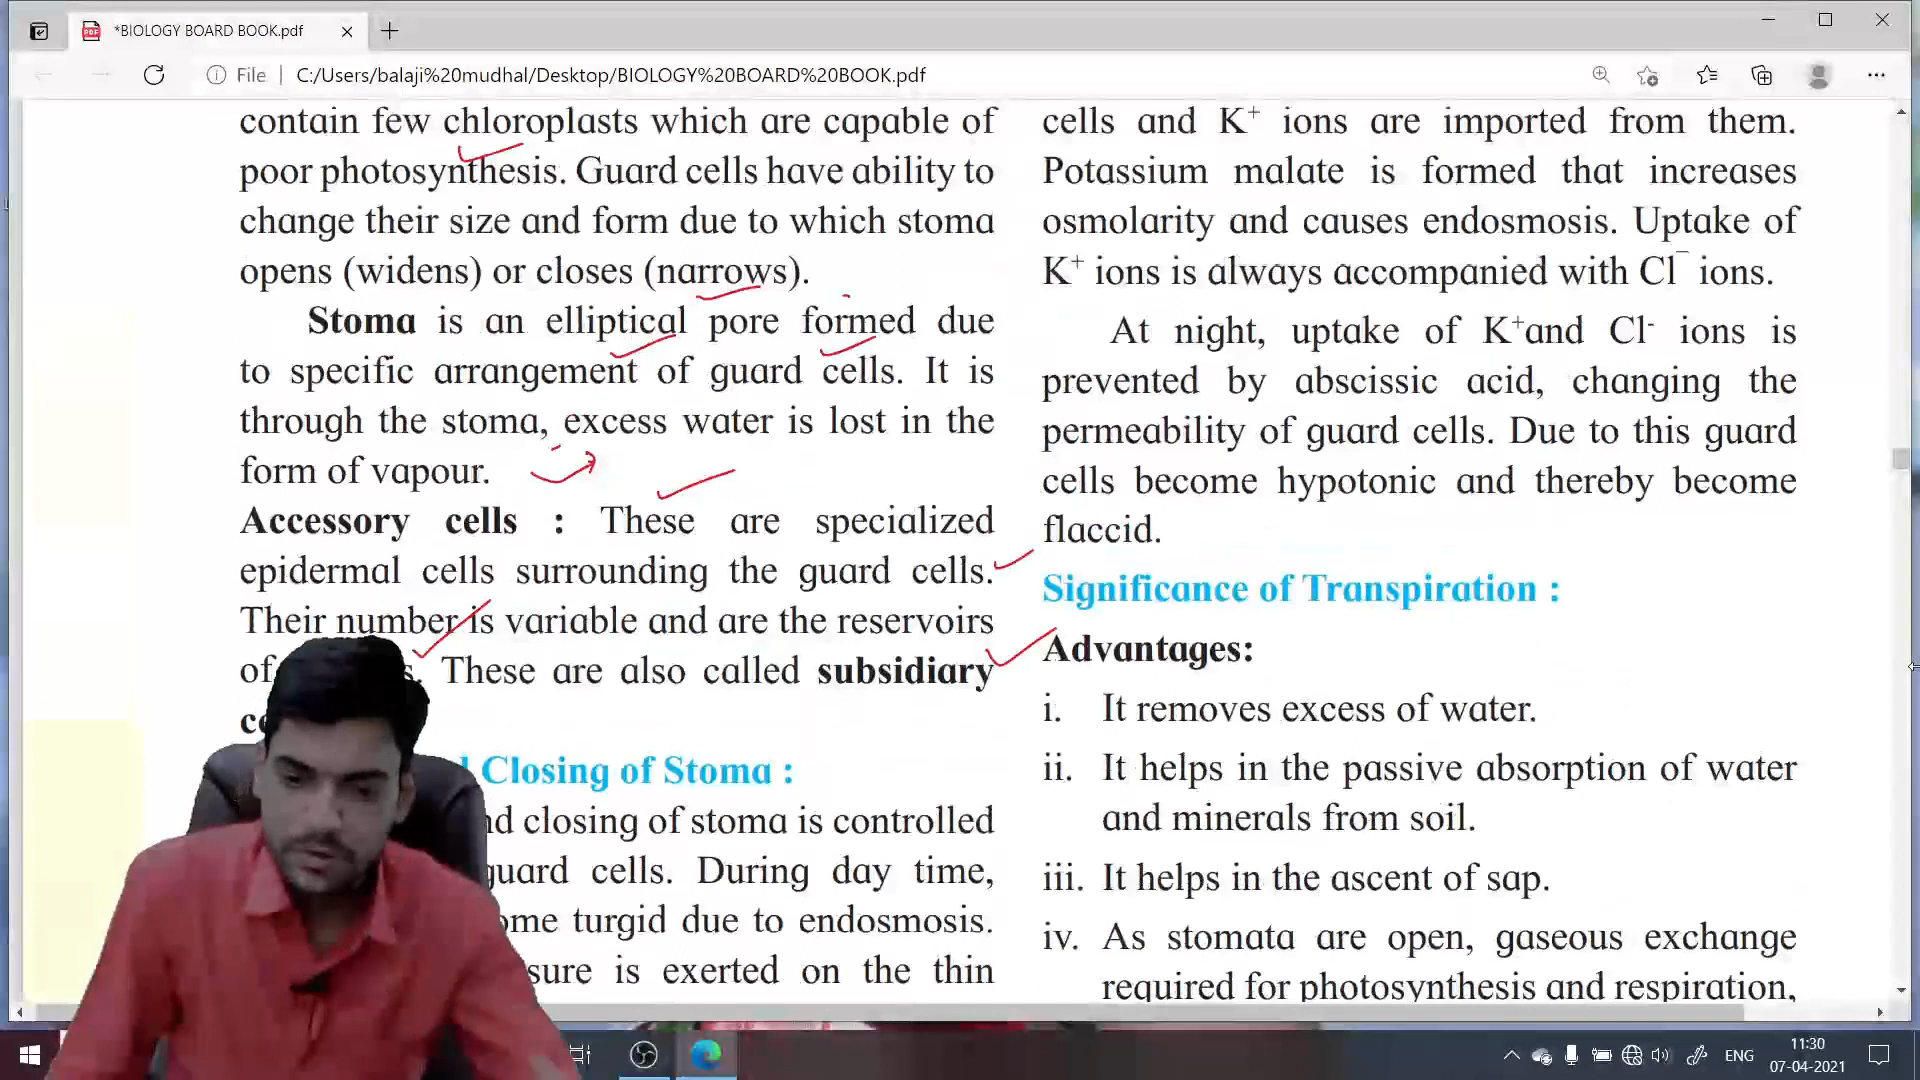 *BIOLOGY BOARD BOOK.pdf
File
C:/Users/balaji%20mudhal/Desktop/BIOLOGY%20BOARD%20BOOK.pdf
contain few chloroplasts which are capable of
poor photosynthesis. Guard cells have ability to
change their size and form due to which stoma
opens (widens) or closes (narrows).
Stoma is an elliptical pore formed due
to specific arrangement of guard cells. It is
through the stoma, excess water is lost in the
form of vapour.
Accessory cells : These are specialized
epidermal cells surrounding the guard cells.
Their number is variable and are the reservoirs
of These are also called subsidiary
Closing of Stoma :
closing of stoma is controlled
guard cells. During day time,
turgid due to endosmosis.
is exerted on the thin
cells and K⁺ ions are imported from them.
Potassium malate is formed that increases
osmolarity and causes endosmosis. Uptake of
K⁺ ions is always accompanied with Cl⁻ ions.
At night, uptake of K⁺and Cl⁻ ions is
prevented by abscissic acid, changing the
permeability of guard cells. Due to this guard
cells become hypotonic and thereby become
flaccid.
Significance of Transpiration :
Advantages:
i. It removes excess of water.
ii. It helps in the passive absorption of water
and minerals from soil.
iii. It helps in the ascent of sap.
iv. As stomata are open, gaseous exchange
required for photosynthesis and respiration,
ENG
11:30
07-04-2021